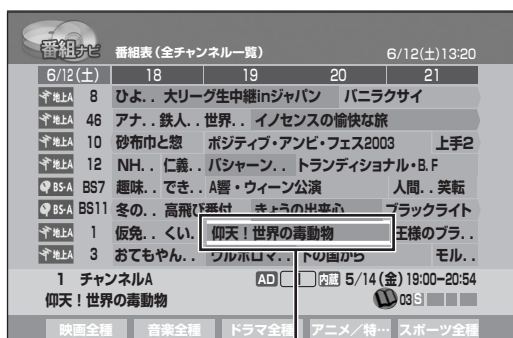 番組ナビ 番組表(全チャンネル一覧) 6/12(土)13:20
6/12(土) 18 19 20 21
地上A 8 ひよ‥大リーグ生中継inジャパン バニラクサイ
地上A 46 アナ‥鉄人‥世界‥イノセンスの愉快な旅
地上A 10 砂布巾と惣 ポジティブ・アンビ・フェス2003 上手2
地上A 12 NH‥仁義‥バシャーン‥トランディショナル・B.F
BS-A BS7 趣味‥でき‥A響・ウィーン公演 人間‥笑転
BS-A BS11 冬の‥高飛び番付 きょうの出来心 ブラックライト
地上A 1 仮免‥くい‥仰天!世界の毒動物 王様のブラ‥
地上A 3 おてもやん‥ウルホロマ‥トの国から モル‥
1 チャンネルA AD 内蔵 5/14(金)19:00-20:54
仰天!世界の毒動物 03 S
映画全種 音楽全種 ドラマ全種 アニメ/特… スポーツ全種